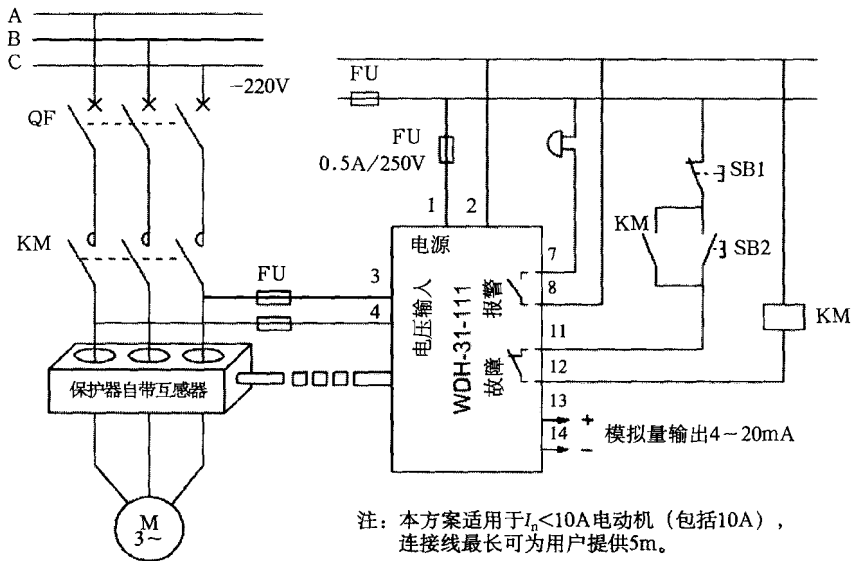 A
B
C
−220V
QF
KM
FU
FU
FU
0.5A/250V
1
2
3
4
电源
电压输入
WDH-31-111
报警
故障
7
8
11
12
13
14
+
−
模拟量输出4～20mA
KM
SB1
SB2
KM
保护器自带互感器
M
3～
注：本方案适用于In<10A电动机（包括10A），
连接线最长可为用户提供5m。